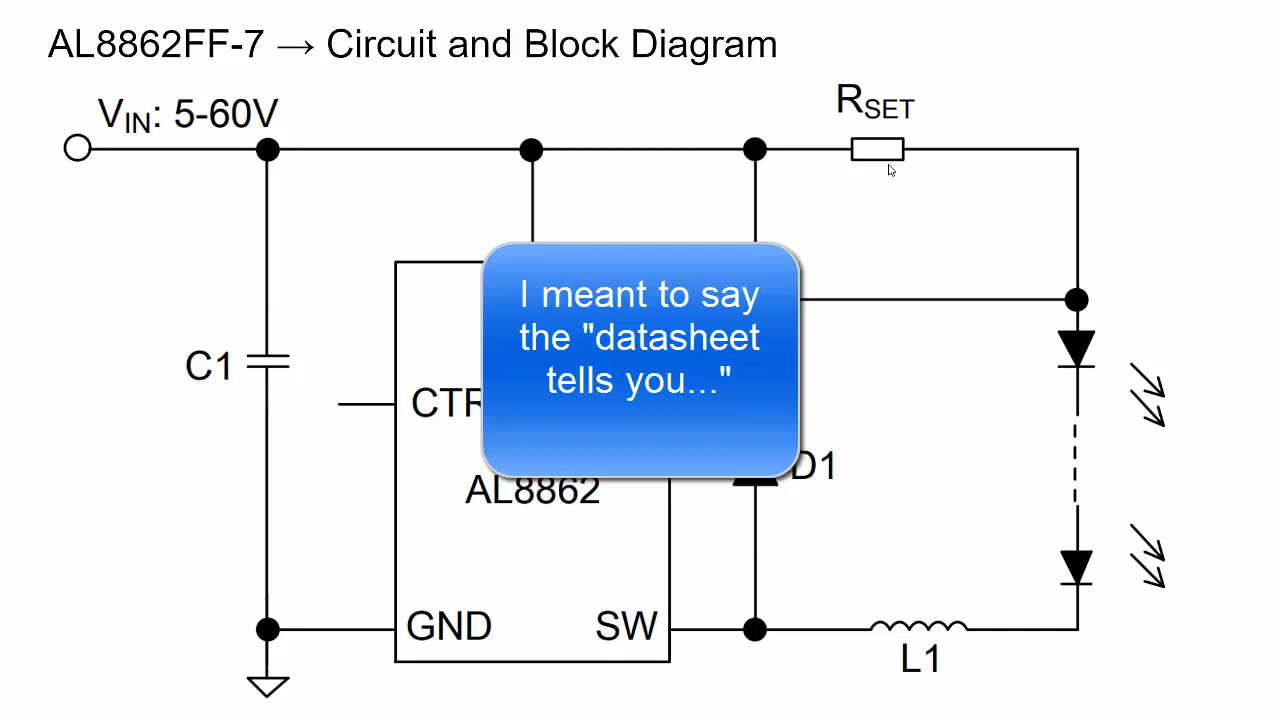 AL8862FF-7 → Circuit and Block Diagram
VIN: 5-60V
RSET
I meant to say
the "datasheet
tells you..."
C1
CTR
D1
AL8862
GND
SW
L1